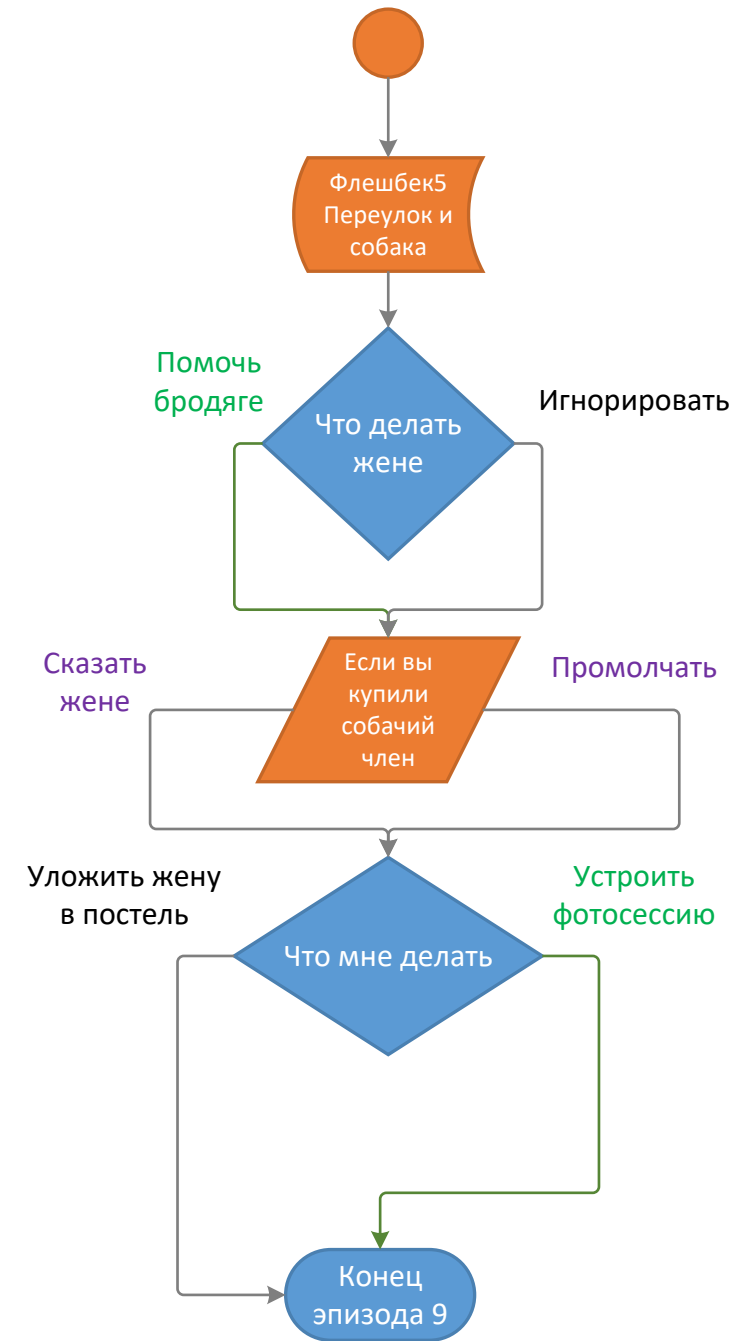 Флешбек5
Переулок и
собака
Помочь
бродяге
Что делать
жене
Игнорировать
Сказать
жене
Если вы
купили
собачий
член
Промолчать
Уложить жену
в постель
Что мне делать
Устроить
фотосессию
Конец
эпизода 9